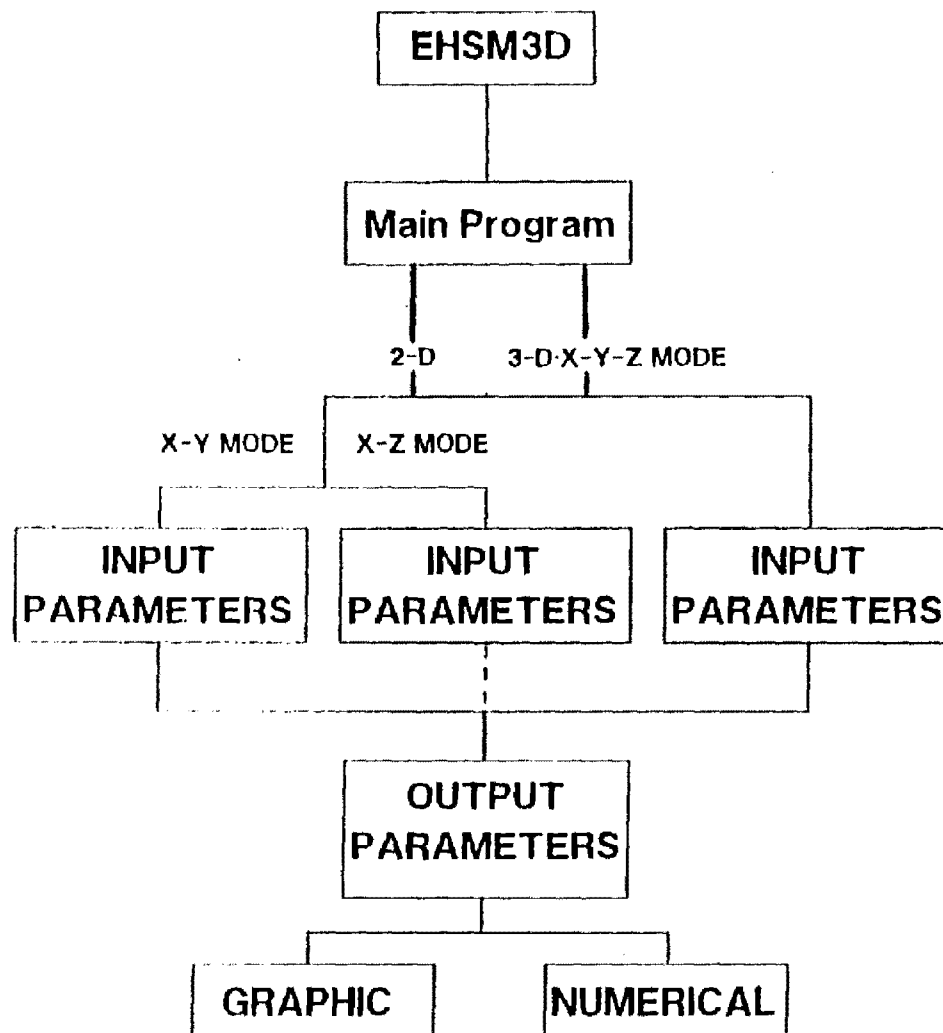 EHSM3D
Main Program
2-D 3-D·X-Y-Z MODE
X-Y MODE X-Z MODE
INPUT INPUT INPUT
PARAMETERS PARAMETERS PARAMETERS
OUTPUT
PARAMETERS
GRAPHIC NUMERICAL